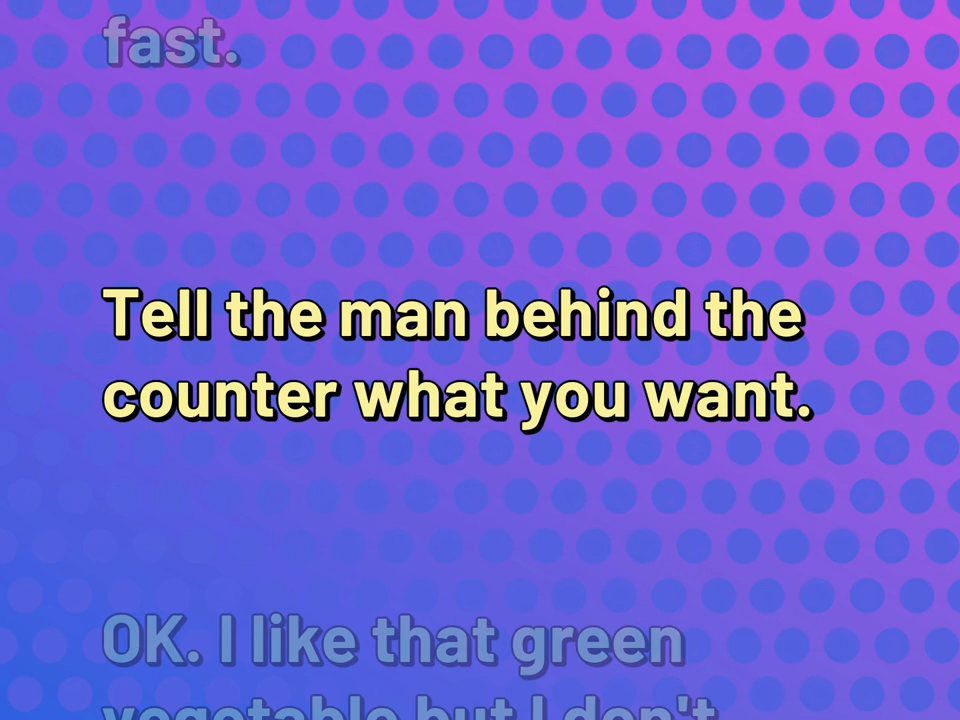 fast.
Tell the man behind the
counter what you want.
OK. I like that green
vegetable but I don't